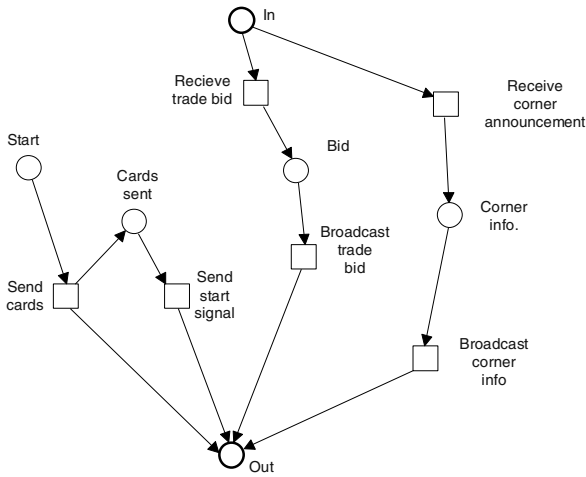 In
Recieve
trade bid
Receive
corner
announcement
Start
Bid
Cards
sent
Corner
info.
Broadcast
trade
bid
Send
cards
Send
start
signal
Broadcast
corner
info
Out